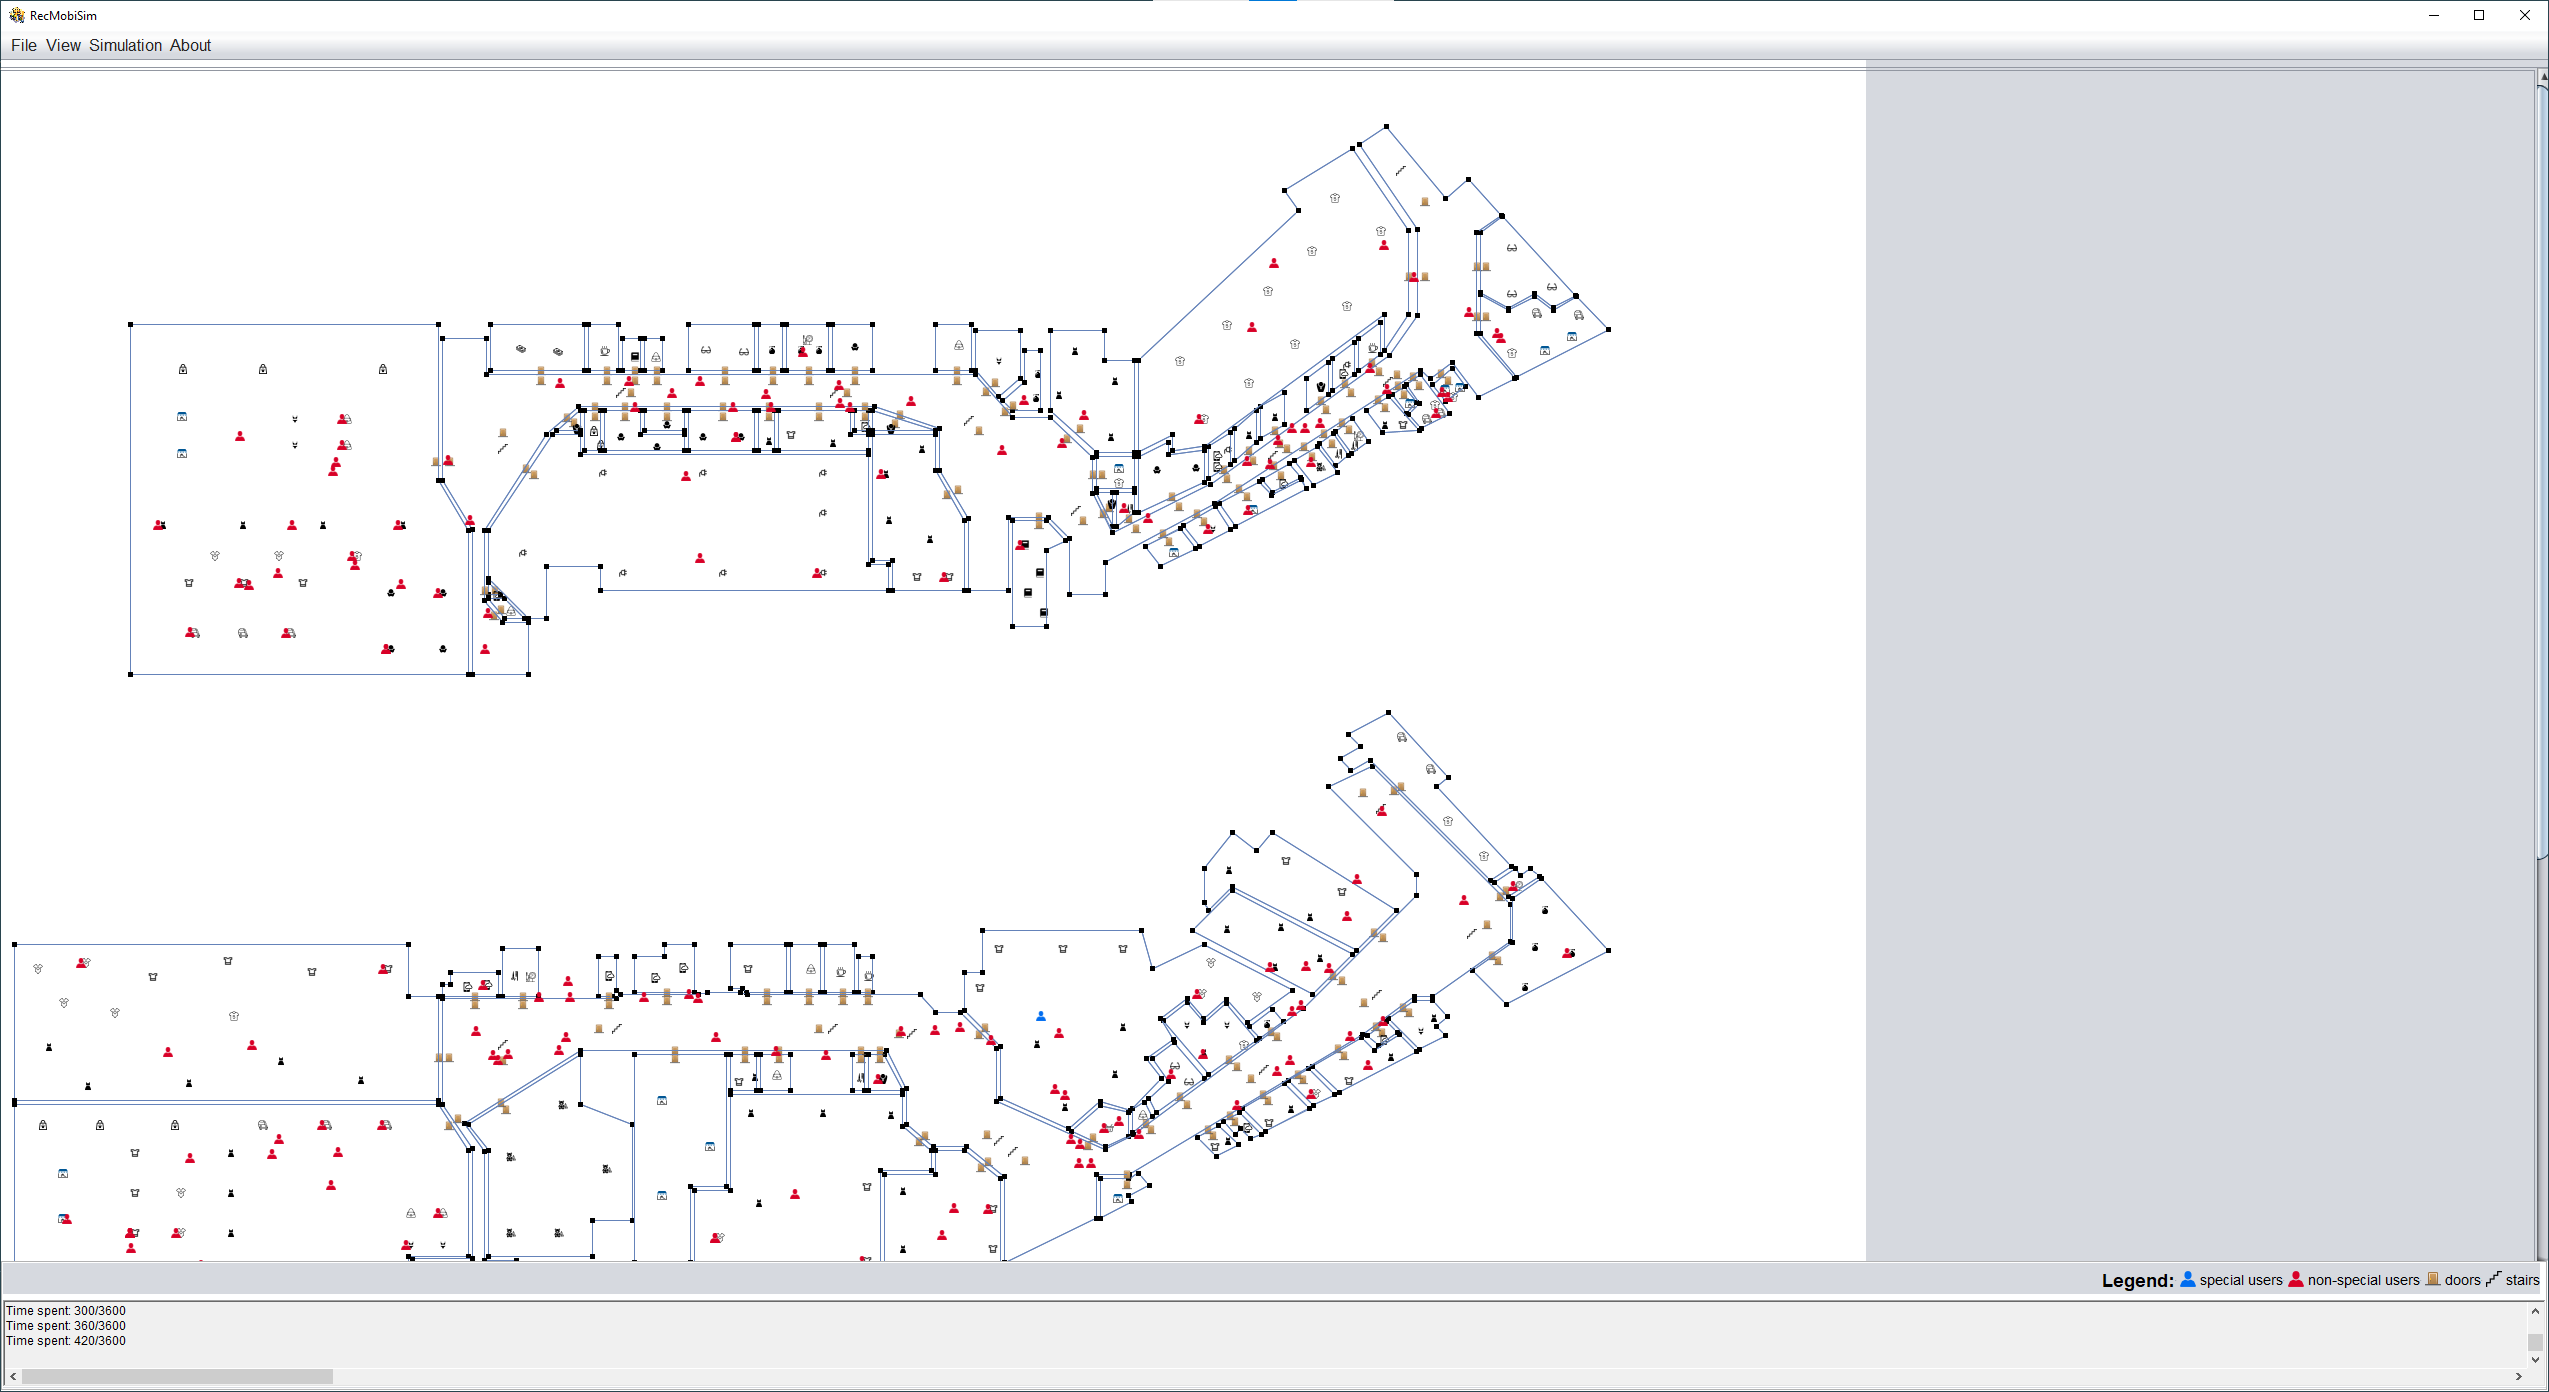 RecMobiSim
File View Simulation About
Legend: special users non-special users doors stairs
Time spent: 300/3600
Time spent: 360/3600
Time spent: 420/3600